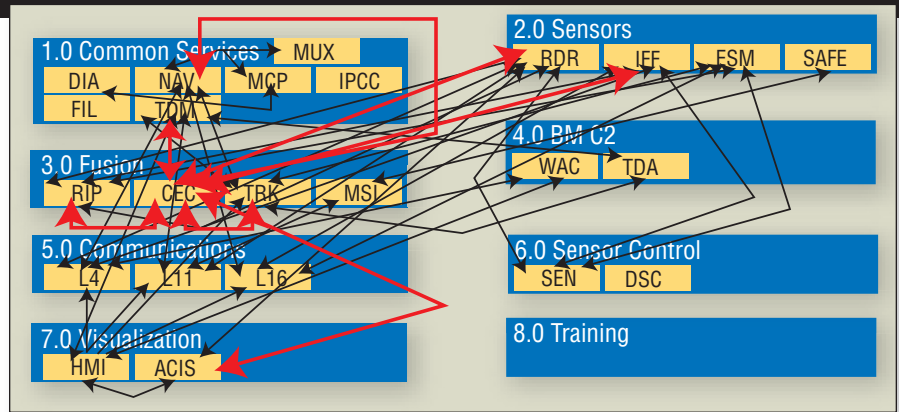 1.0 Common Services
MUX
DIA NAV MCP IPCC
FIL TDM
2.0 Sensors
RDR IFF ESM SAFE
3.0 Fusion
RIP CEC TRK MSI
4.0 BM C2
WAC TDA
5.0 Communications
L4 L11 L16
6.0 Sensor Control
SEN DSC
7.0 Visualization
HMI ACIS
8.0 Training